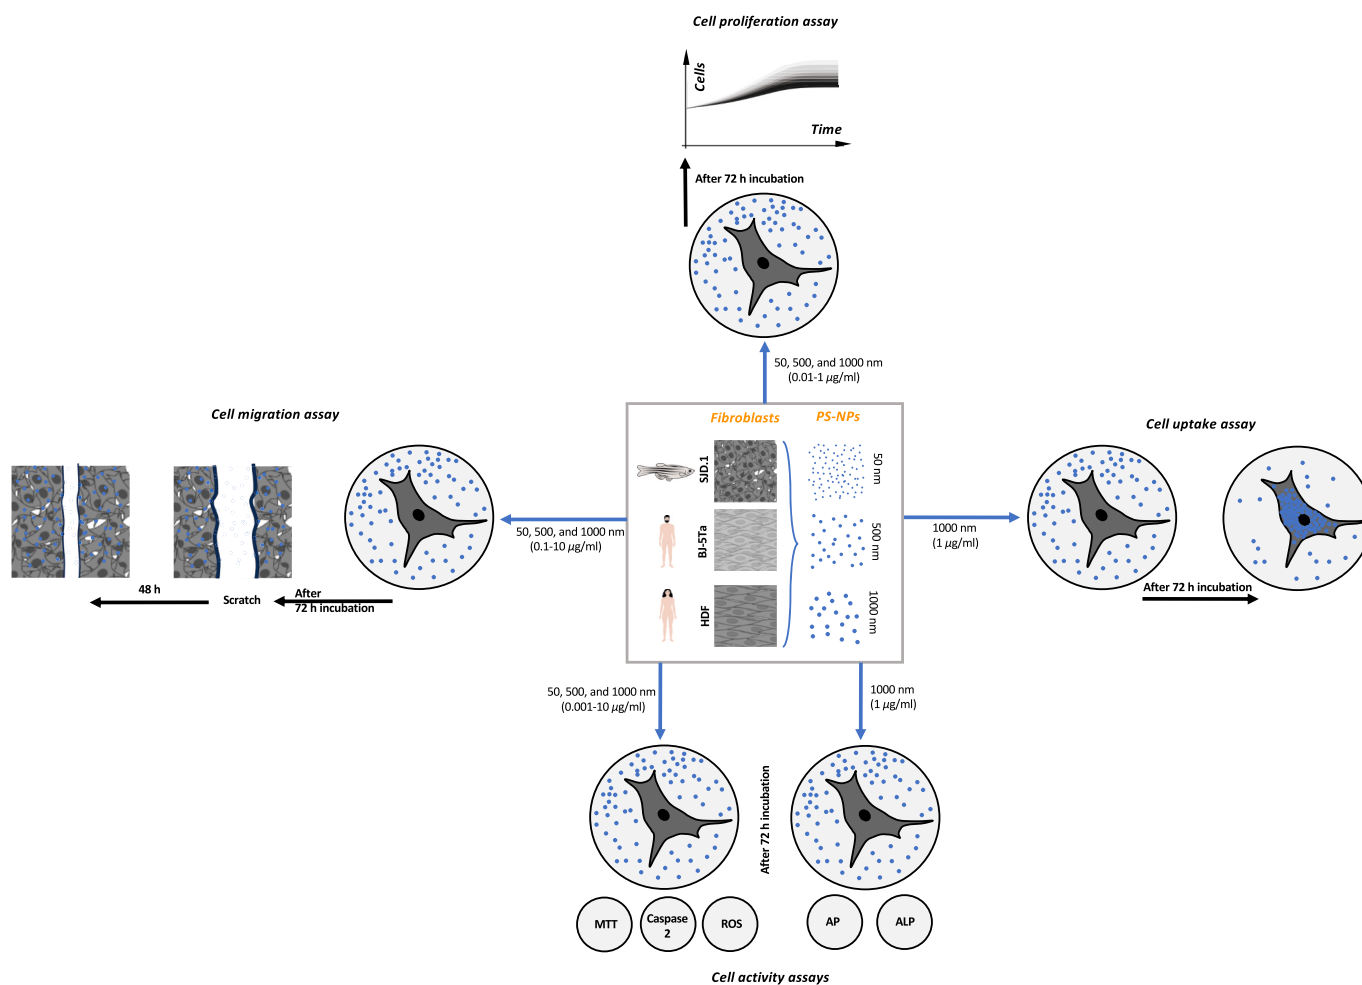 Cell proliferation assay
Cells
Time
After 72 h incubation
50, 500, and 1000 nm
(0.01-1 µg/ml)
Cell migration assay
48 h
Scratch
After
72 h incubation
50, 500, and 1000 nm
(0.1-10 µg/ml)
Fibroblasts
PS-NPs
SJD.1
50 nm
BJ-5Ta
500 nm
HDF
1000 nm
Cell uptake assay
1000 nm
(1 µg/ml)
After 72 h incubation
50, 500, and 1000 nm
(0.001-10 µg/ml)
1000 nm
(1 µg/ml)
After 72 h incubation
MTT
Caspase
2
ROS
AP
ALP
Cell activity assays